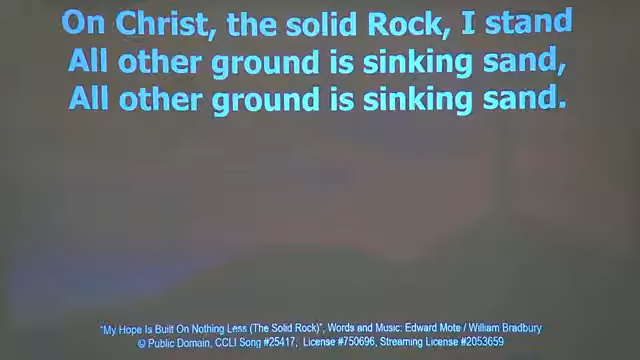 On Christ, the solid Rock, I stand
All other ground is sinking sand,
All other ground is sinking sand.
"My Hope Is Built On Nothing Less (The Solid Rock)", Words and Music: Edward Mote / William Bradbury
© Public Domain, CCLI Song #25417, License #750696, Streaming License #2053659